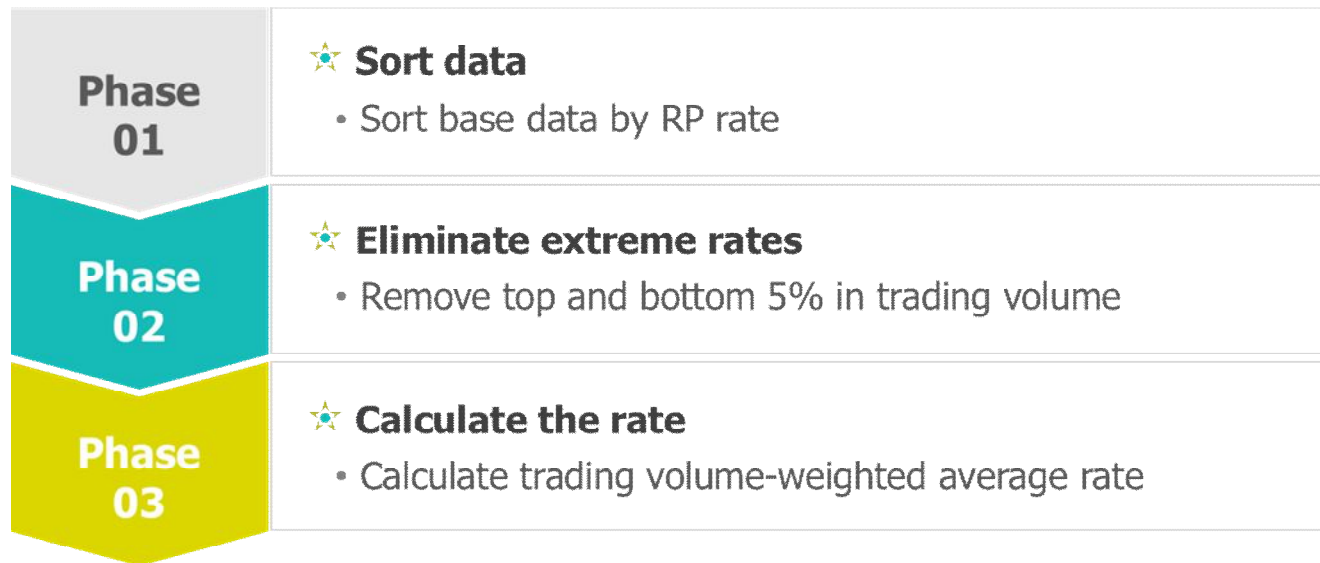 Phase
01
Sort data
• Sort base data by RP rate
Phase
02
Eliminate extreme rates
• Remove top and bottom 5% in trading volume
Phase
03
Calculate the rate
• Calculate trading volume-weighted average rate